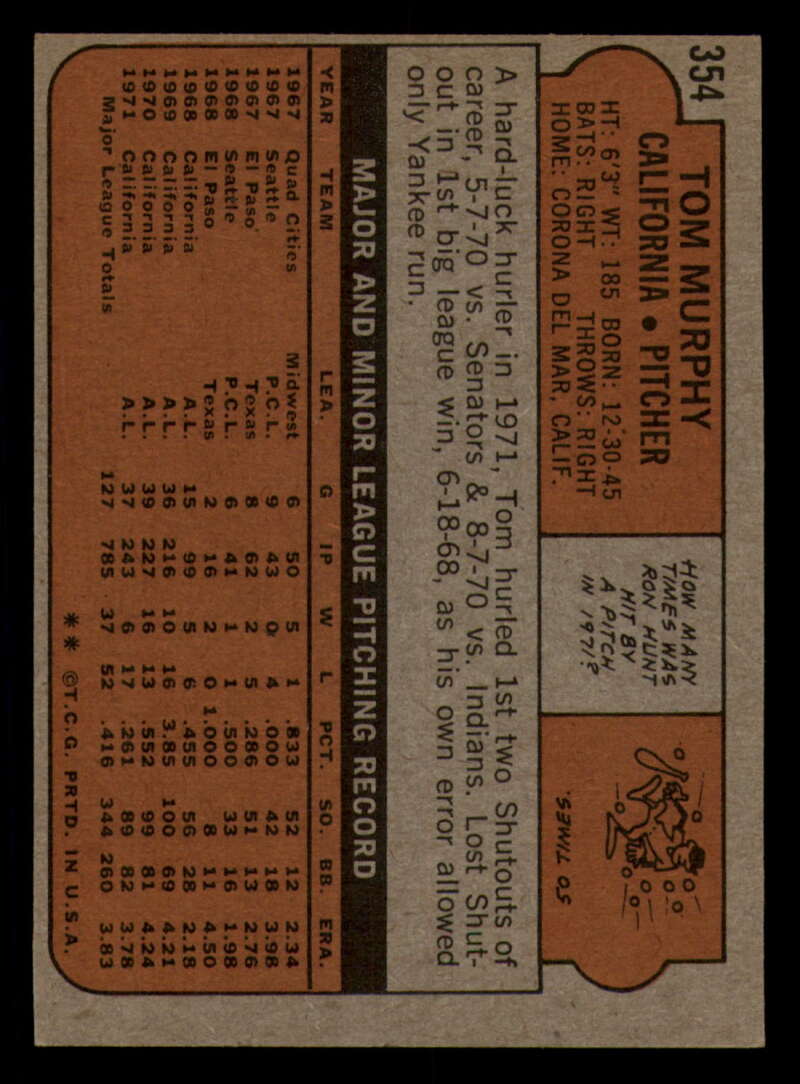 354
TOM MURPHY
CALIFORNIA • PITCHER
HT: 6'3" WT: 185 BORN: 12-30-45
BATS: RIGHT THROWS: RIGHT
HOME: CORONA DEL MAR, CALIF.
HOW MANY
TIMES WAS
RON HUNT
HIT BY
A PITCH
IN 1971?
50 TIMES.
A hard-luck hurler in 1971, Tom hurled 1st two Shutouts of
career, 5-7-70 vs. Senators & 8-7-70 vs. Indians. Lost Shut-
out in 1st big league win, 6-18-68, as his own error allowed
only Yankee run.
MAJOR AND MINOR LEAGUE PITCHING RECORD
YEAR TEAM LEA. G IP W L PCT. SO. BB. ERA.
1967 Quad Cities Midwest 6 50 5 1 .833 52 12 2.34
1967 Seattle P.C.L. 9 43 0 4 .000 42 18 3.98
1967 El Paso Texas 8 62 2 5 .286 51 13 2.76
1968 Seattle P.C.L. 6 41 1 1 .500 33 16 1.98
1968 El Paso Texas 2 16 2 0 1.000 8 11 4.50
1968 California A.L. 15 99 5 6 .455 56 28 2.18
1969 California A.L. 36 216 10 16 3.85 100 69 4.21
1970 California A.L. 39 227 16 13 .552 99 81 4.24
1971 California A.L. 37 243 6 17 .261 89 82 3.78
Major League Totals 127 785 37 52 .416 344 260 3.83
** ©T.C.G. PRTD. IN U.S.A.